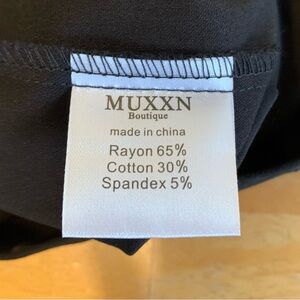 MUXXN
Boutique
made in china
Rayon 65%
Cotton 30%
Spandex 5%